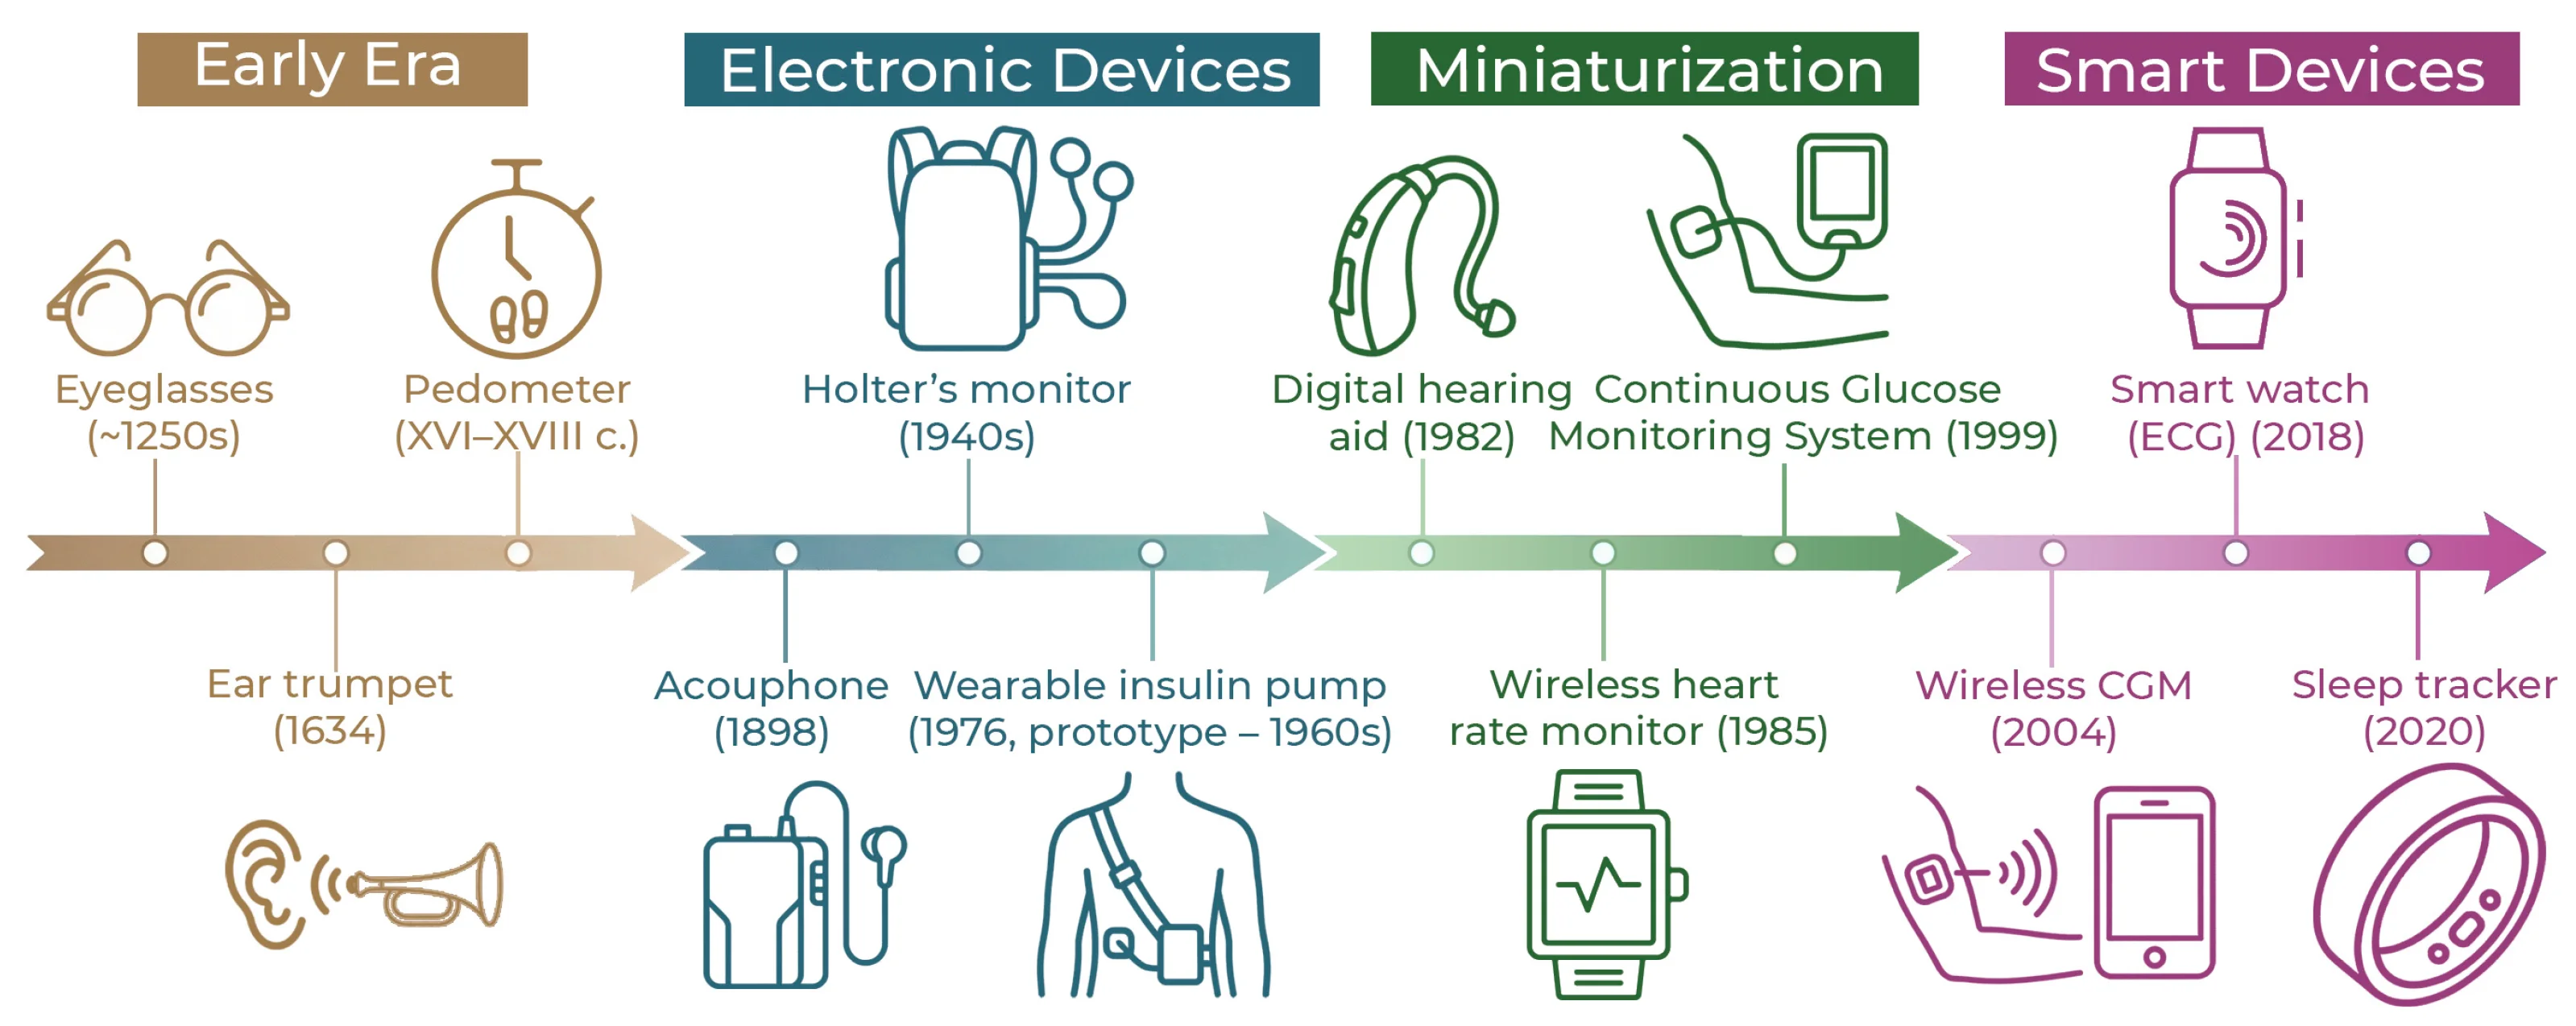 Early Era
Electronic Devices
Miniaturization
Smart Devices
Eyeglasses
(~1250s)
Pedometer
(XVI–XVIII c.)
Holter’s monitor
(1940s)
Digital hearing
aid (1982)
Continuous Glucose
Monitoring System (1999)
Smart watch
(ECG) (2018)
Ear trumpet
(1634)
Acouphone
(1898)
Wearable insulin pump
(1976, prototype – 1960s)
Wireless heart
rate monitor (1985)
Wireless CGM
(2004)
Sleep tracker
(2020)